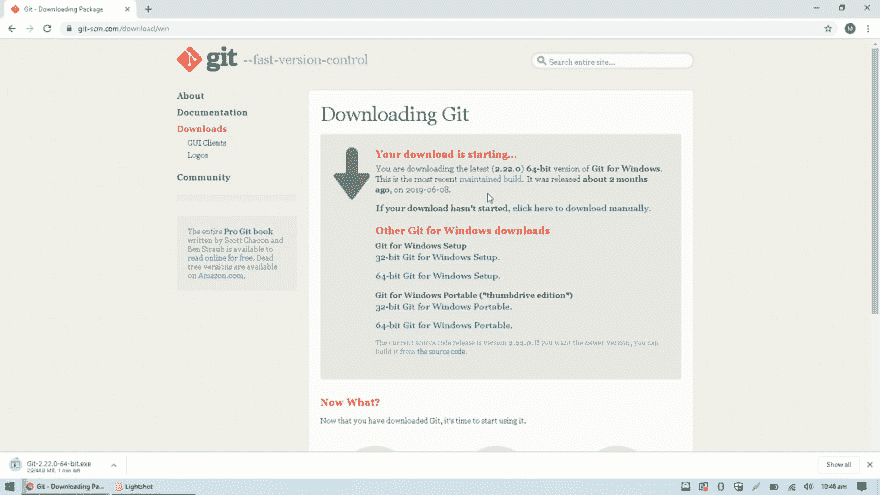 Git - Downloading Package
git-scm.com/download/win
M
git --fast-version-control
Search entire site...
About
Documentation
Downloads
GUI Clients
Logos
Community
The entire Pro Git book
written by Scott Chacon and
Ben Straub is available to
read online for free. Dead
tree versions are available
on Amazon.com.
Downloading Git
Your download is starting...
You are downloading the latest (2.22.0) 64-bit version of Git for Windows.
This is the most recent maintained build. It was released about 2 months
ago, on 2019-06-08.
If your download hasn't started, click here to download manually.
Other Git for Windows downloads
Git for Windows Setup
32-bit Git for Windows Setup.
64-bit Git for Windows Setup.
Git for Windows Portable ("thumbdrive edition")
32-bit Git for Windows Portable.
64-bit Git for Windows Portable.
The current source code release is version 2.22.0. If you want the newer version, you can
build it from the source code.
Now What?
Now that you have downloaded Git, it's time to start using it.
Git-2.22.0-64-bit.exe
1 min left
Show all
Git - Downloading Pa...
Lightshot
10:46 am